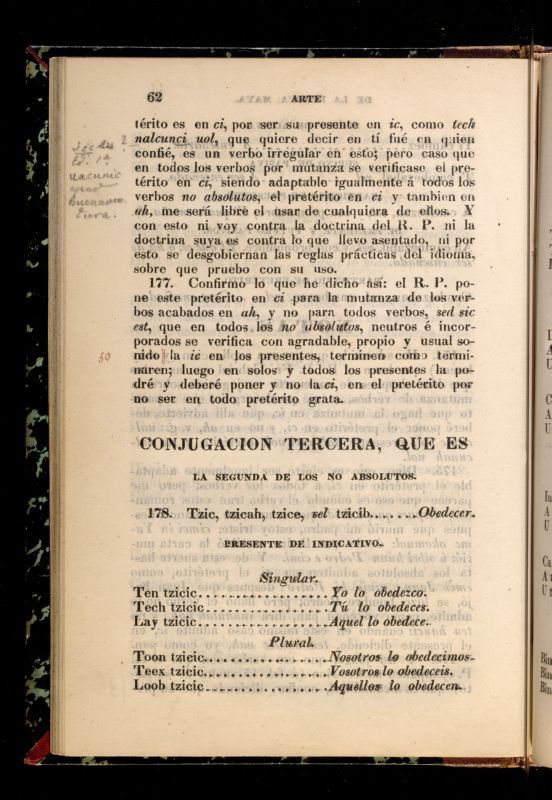 62 ARTE
térito es en ci, por ser su presente en ic, como tech
nalcunci uol, que quiere decir en tí fué en quien
confié, es un verbo irregular en esto; pero caso que
en todos los verbos por mutanza se verificase el pre-
térito en ci, siendo adaptable igualmente á todos los
verbos no absolutos, el pretérito en ci y tambien en
ah, me será libre el usar de cualquiera de ellos. Y
con esto ni voy contra la doctrina del R. P. ni la
doctrina suya es contra lo que llevo asentado, ni por
esto se desgobiernan las reglas prácticas del idioma,
sobre que pruebo con su uso.
177. Confirmo lo que he dicho así: el R. P. po-
ne este pretérito en ci para la mutanza de los ver-
bos acabados en ah, y no para todos verbos, sed sic
est, que en todos los no absolutos, neutros é incor-
porados se verifica con agradable, propio y usual so-
50
nido la ic en los presentes, terminen como termi-
naren; luego en solos y todos los presentes la po-
dré y deberé poner y no la ci, en el pretérito por
no ser en todo pretérito grata.
CONJUGACION TERCERA, QUE ES
LA SEGUNDA DE LOS NO ABSOLUTOS.
178. Tzic, tzicah, tzice, vel tzicib.......Obedecer.
PRESENTE DE INDICATIVO.
Singular.
Ten tzicic................Yo lo obedezco.
Tech tzicic...............Tú lo obedeces.
Lay tzicic................Aquel lo obedece.
Plural.
Toon tzicic...............Nosotros lo obedecimos.
Teex tzicic...............Vosotros lo obedeceis.
Loob tzicic...............Aquellos lo obedecen.